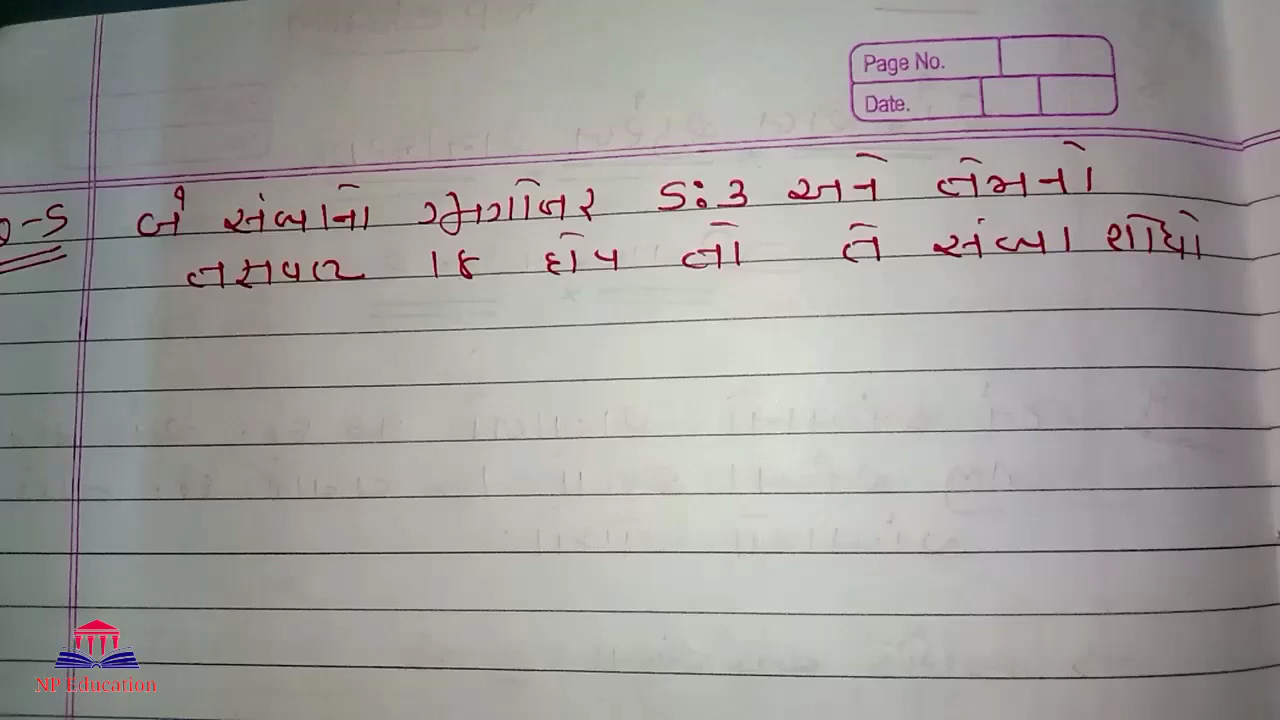 Page No.
Date.
Q-5 બે સંખ્યાનો ગુણોત્તર 5:3 અને તેમનો
તફાવત 18 હોય તો તે સંખ્યા શોધો
NP Education